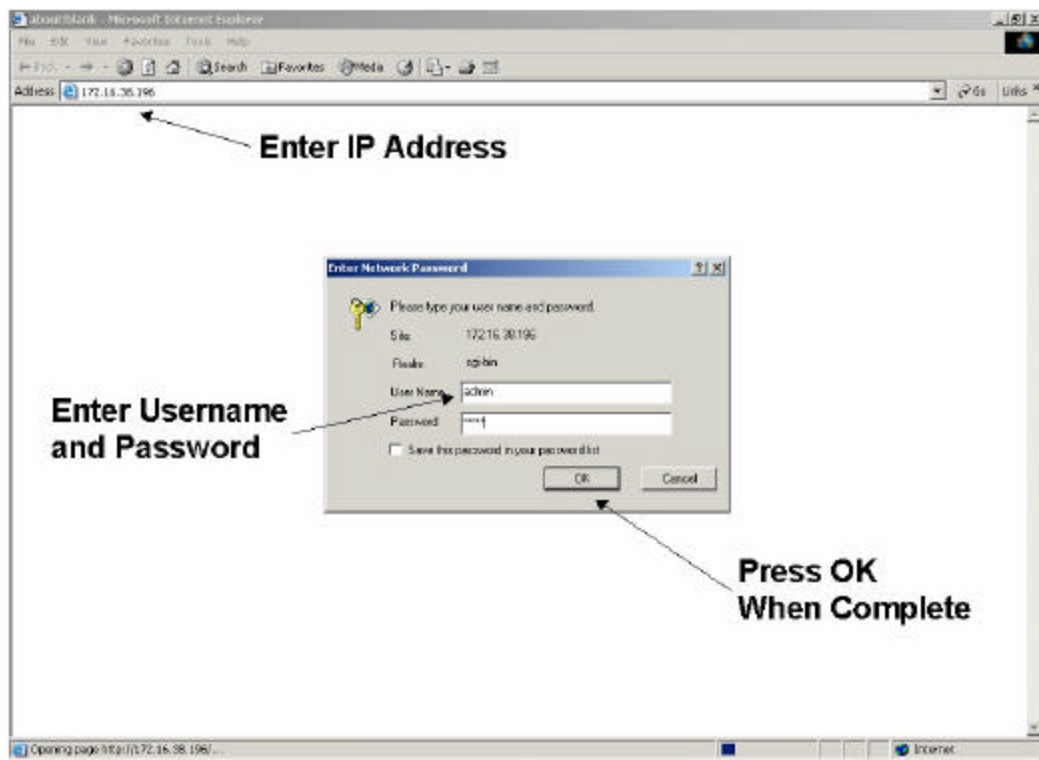 about:blank - Microsoft Internet Explorer
File Edit View Favorites Tools Help
Back Search Favorites Media
Address 172.16.38.196 Go Links »
Enter IP Address
Enter Network Password
Please type your user name and password.
Site: 172.16.38.196
Realm cgi-bin
User Name admin
Enter Username
and Password
Password *****
Save this password in your password list
OK Cancel
Press OK
When Complete
Opening page http://172.16.38.196/...
Internet